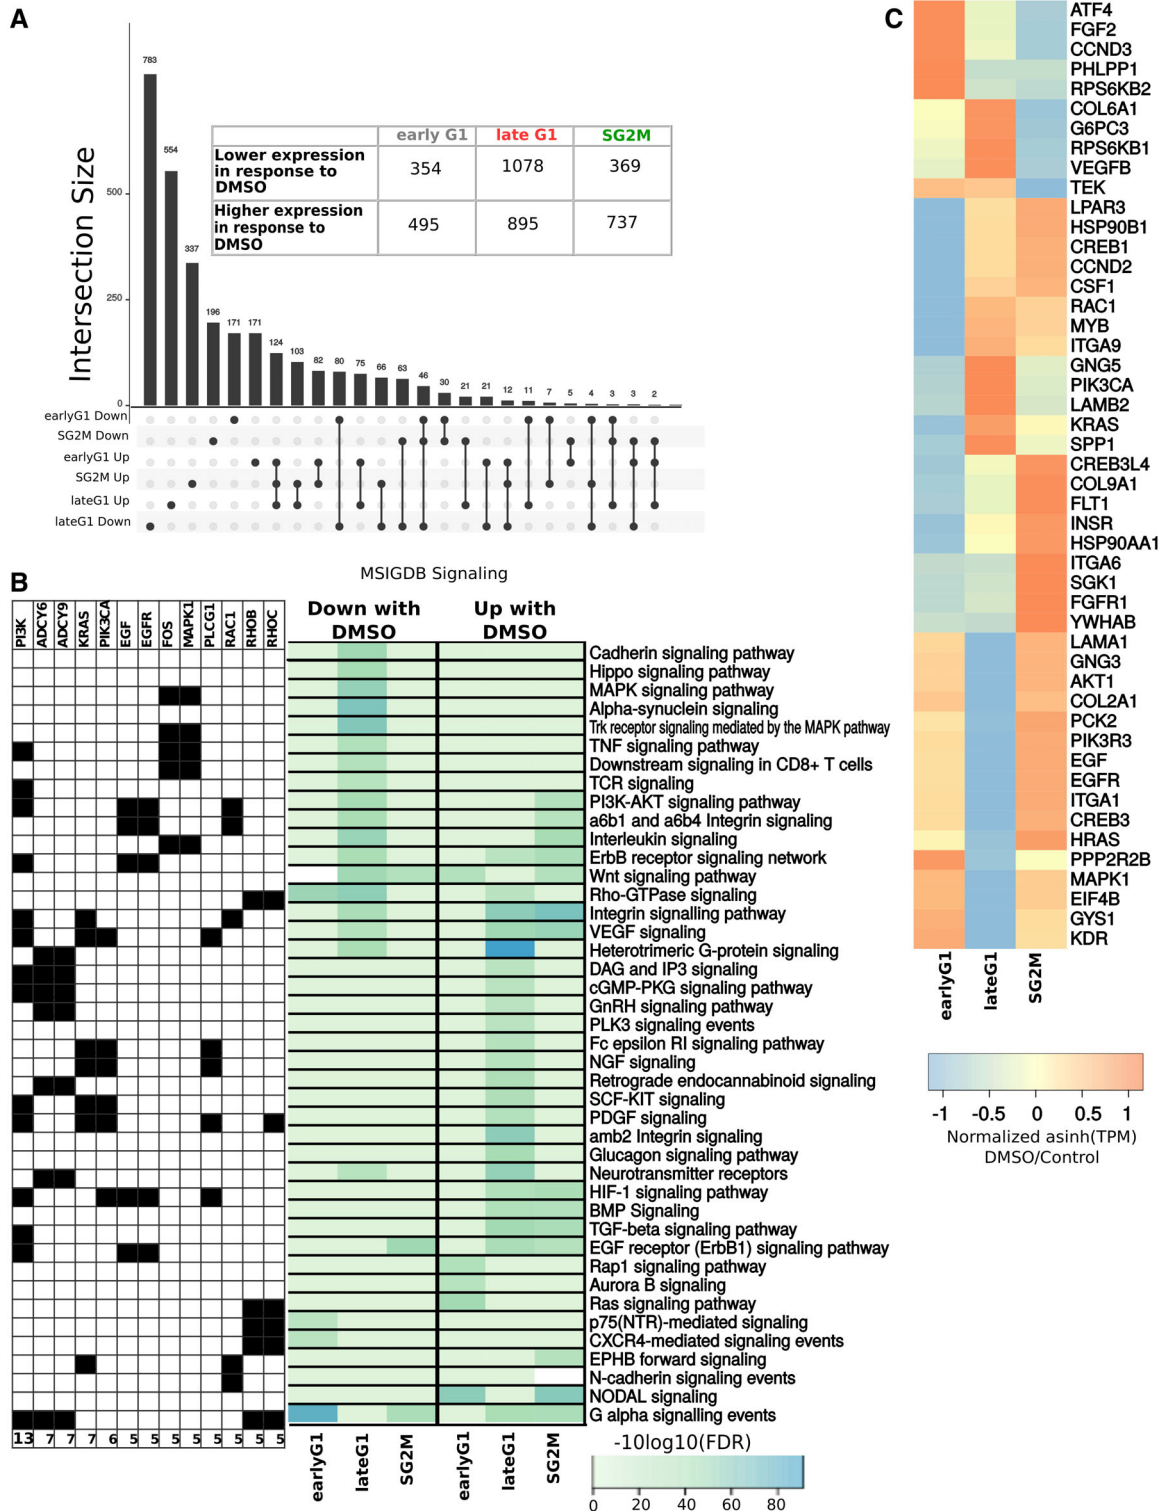 A
Intersection Size
500
250
0
783
554
337
196
171
171
124
103
82
80
75
66
63
46
30
21
21
12
11
7
5
4
3
3
2
early G1
late G1
SG2M
Lower expression
in response to
DMSO
354
1078
369
Higher expression
in response to
DMSO
495
895
737
earlyG1 Down
SG2M Down
earlyG1 Up
SG2M Up
lateG1 Up
lateG1 Down
B
MSIGDB Signaling
PI3K
ADCY6
ADCY9
KRAS
PIK3CA
EGF
EGFR
FOS
MAPK1
PLCG1
RAC1
RHOB
RHOC
Down with
DMSO
Up with
DMSO
Cadherin signaling pathway
Hippo signaling pathway
MAPK signaling pathway
Alpha-synuclein signaling
Trk receptor signaling mediated by the MAPK pathway
TNF signaling pathway
Downstream signaling in CD8+ T cells
TCR signaling
PI3K-AKT signaling pathway
a6b1 and a6b4 Integrin signaling
Interleukin signaling
ErbB receptor signaling network
Wnt signaling pathway
Rho-GTPase signaling
Integrin signalling pathway
VEGF signaling
Heterotrimeric G-protein signaling
DAG and IP3 signaling
cGMP-PKG signaling pathway
GnRH signaling pathway
PLK3 signaling events
Fc epsilon RI signaling pathway
NGF signaling
Retrograde endocannabinoid signaling
SCF-KIT signaling
PDGF signaling
amb2 Integrin signaling
Glucagon signaling pathway
Neurotransmitter receptors
HIF-1 signaling pathway
BMP Signaling
TGF-beta signaling pathway
EGF receptor (ErbB1) signaling pathway
Rap1 signaling pathway
Aurora B signaling
Ras signaling pathway
p75(NTR)-mediated signaling
CXCR4-mediated signaling events
EPHB forward signaling
N-cadherin signaling events
NODAL signaling
G alpha signalling events
13 7 7 7 6 5 5 5 5 5 5 5 5
earlyG1
lateG1
SG2M
earlyG1
lateG1
SG2M
-10log10(FDR)
0 20 40 60 80
C
ATF4
FGF2
CCND3
PHLPP1
RPS6KB2
COL6A1
G6PC3
RPS6KB1
VEGFB
TEK
LPAR3
HSP90B1
CREB1
CCND2
CSF1
RAC1
MYB
ITGA9
GNG5
PIK3CA
LAMB2
KRAS
SPP1
CREB3L4
COL9A1
FLT1
INSR
HSP90AA1
ITGA6
SGK1
FGFR1
YWHAB
LAMA1
GNG3
AKT1
COL2A1
PCK2
PIK3R3
EGF
EGFR
ITGA1
CREB3
HRAS
PPP2R2B
MAPK1
EIF4B
GYS1
KDR
earlyG1
lateG1
SG2M
-1 -0.5 0 0.5 1
Normalized asinh(TPM)
DMSO/Control